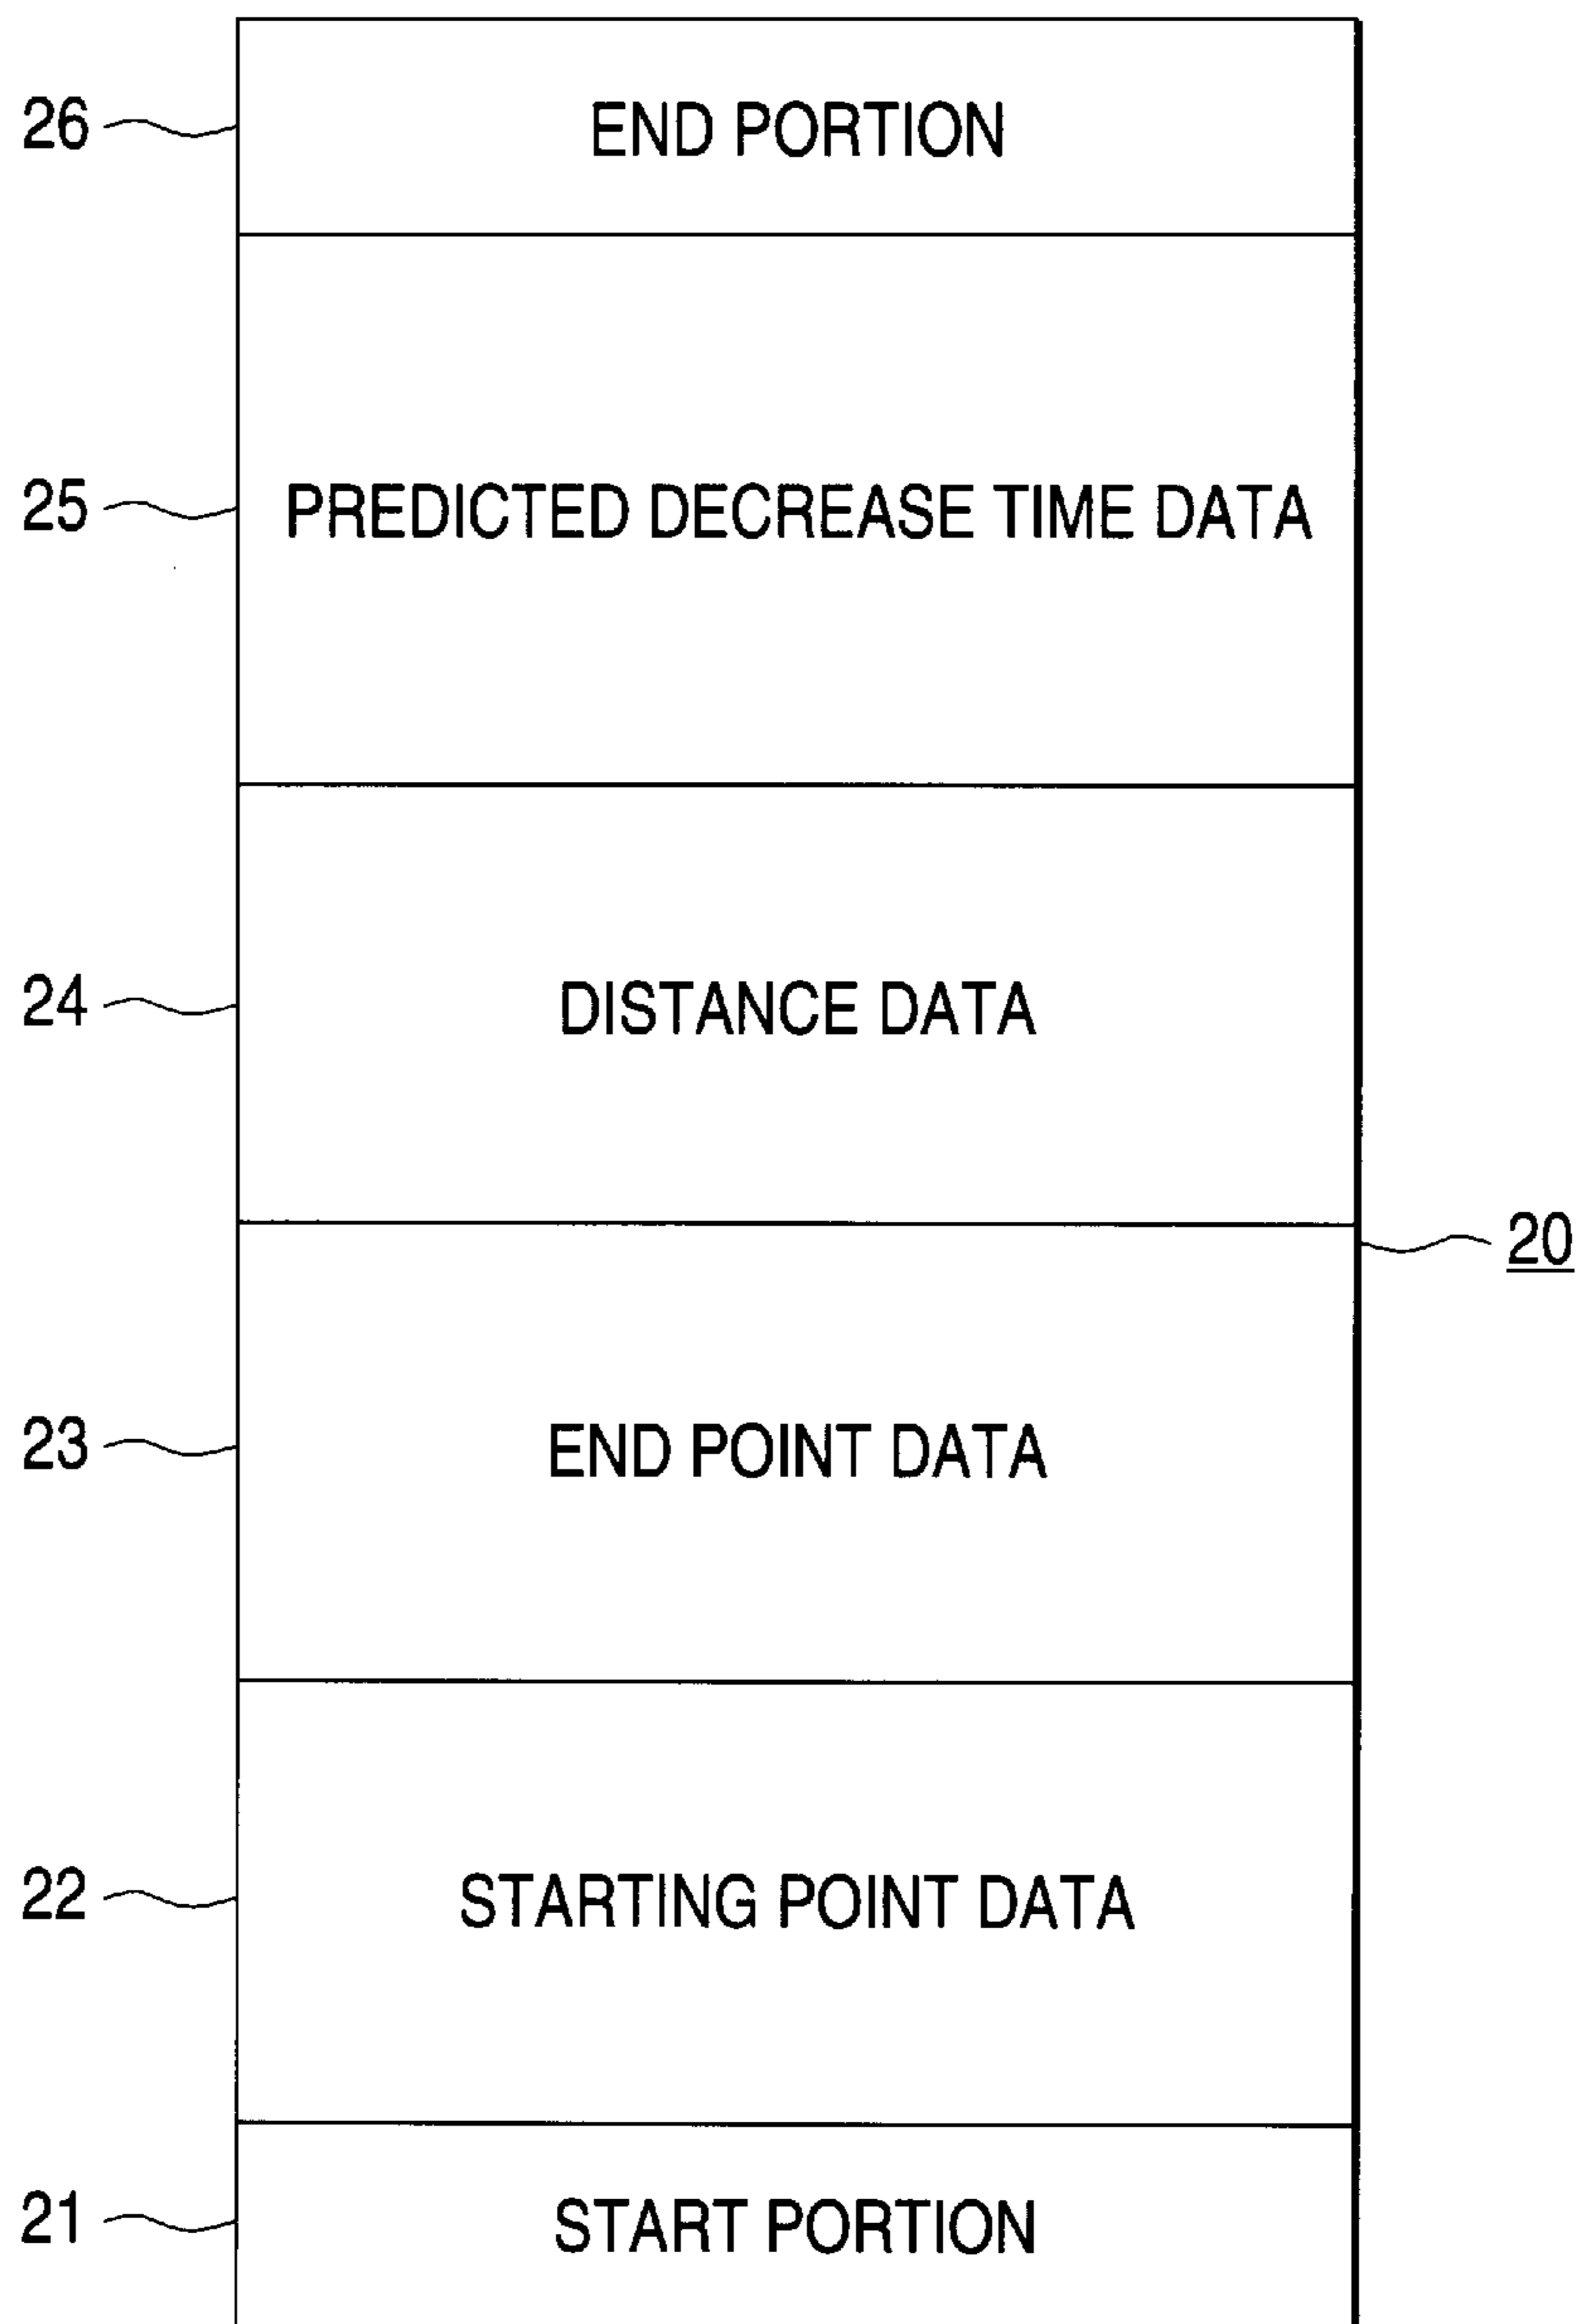 26 END PORTION
25 PREDICTED DECREASE TIME DATA
24 DISTANCE DATA
20
23 END POINT DATA
22 STARTING POINT DATA
21 START PORTION